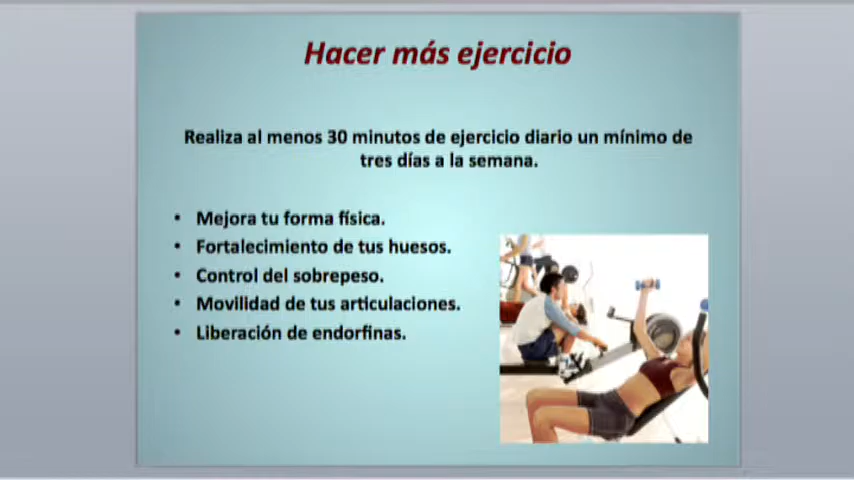 Hacer más ejercicio
Realiza al menos 30 minutos de ejercicio diario un mínimo de
tres días a la semana.
• Mejora tu forma física.
• Fortalecimiento de tus huesos.
• Control del sobrepeso.
• Movilidad de tus articulaciones.
• Liberación de endorfinas.